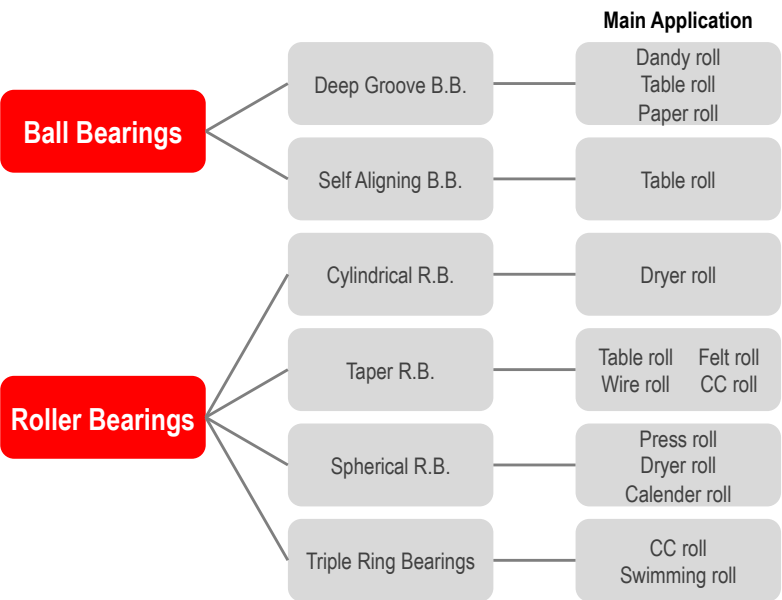 Main Application
Ball Bearings
Deep Groove B.B.
Dandy roll
Table roll
Paper roll
Self Aligning B.B.
Table roll
Roller Bearings
Cylindrical R.B.
Dryer roll
Taper R.B.
Table roll Felt roll
Wire roll CC roll
Spherical R.B.
Press roll
Dryer roll
Calender roll
Triple Ring Bearings
CC roll
Swimming roll